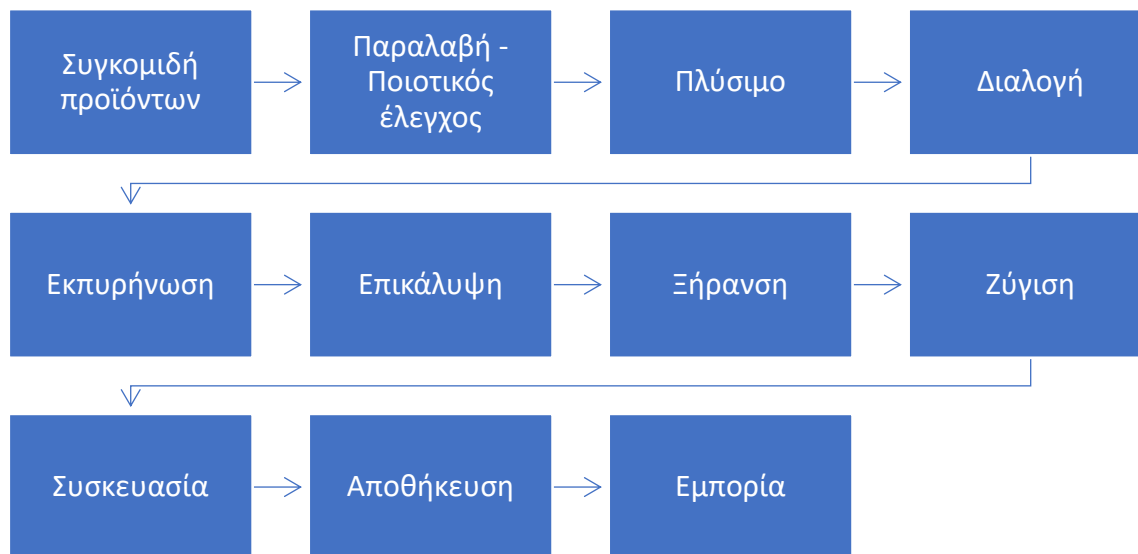 Συγκομιδή
προϊόντων
Παραλαβή -
Ποιοτικός
έλεγχος
Πλύσιμο
Διαλογή
Εκπυρήνωση
Επικάλυψη
Ξήρανση
Ζύγιση
Συσκευασία
Αποθήκευση
Εμπορία